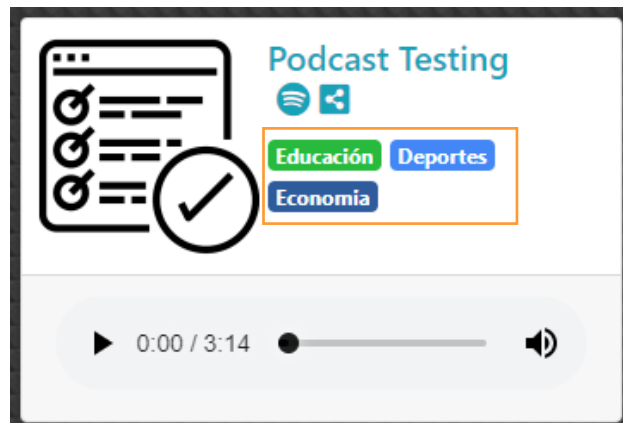 Podcast Testing
Educación Deportes
Economia
0:00 / 3:14